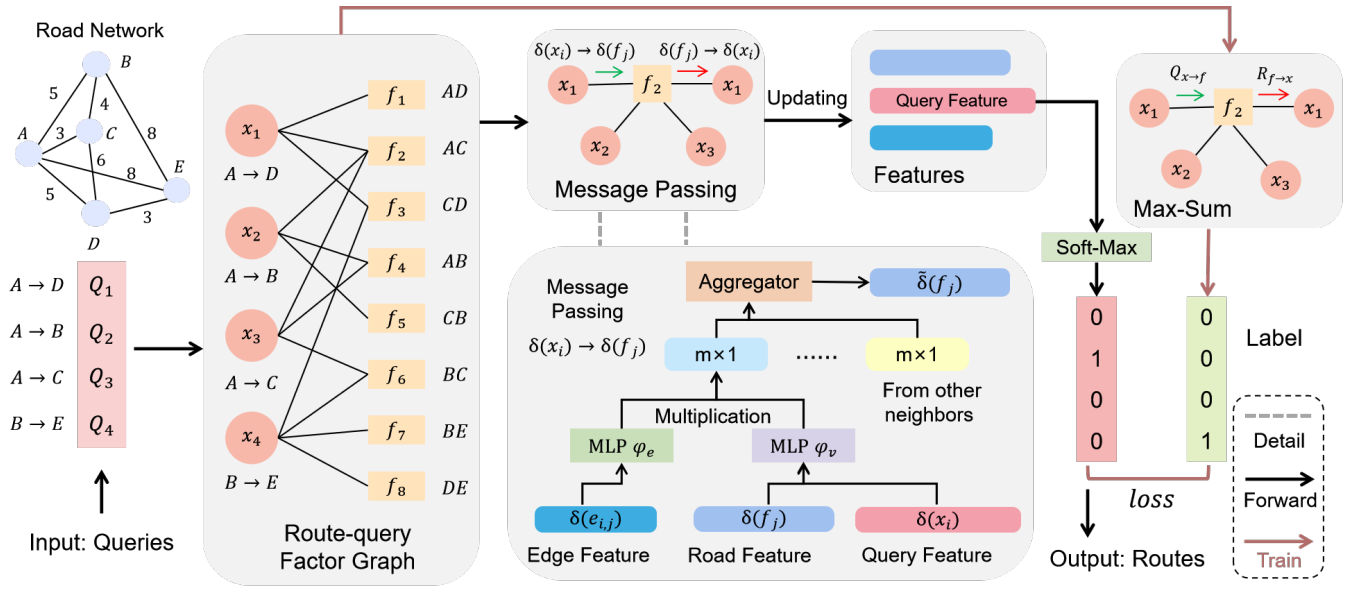 Road Network
B
5
4
A
3
C
8
6
8
E
5
3
D
A → D
Q₁
A → B
Q₂
A → C
Q₃
B → E
Q₄
Input: Queries
x₁
A → D
x₂
A → B
x₃
A → C
x₄
B → E
f₁ AD
f₂ AC
f₃ CD
f₄ AB
f₅ CB
f₆ BC
f₇ BE
f₈ DE
Route-query
Factor Graph
δ(xᵢ) → δ(fⱼ) δ(fⱼ) → δ(xᵢ)
x₁ f₂ x₁
x₂ x₃
Message Passing
Updating
Query Feature
Features
Q𝑥→𝑓 R𝑓→𝑥
x₁ f₂ x₁
x₂ x₃
Max-Sum
Message
Passing
δ(xᵢ) → δ(fⱼ)
Aggregator
δ̃(fⱼ)
m×1 ...... m×1
From other
neighbors
Multiplication
MLP φₑ MLP φᵥ
δ(eᵢ,ⱼ) δ(fⱼ) δ(xᵢ)
Edge Feature Road Feature Query Feature
Soft-Max
0
1
0
0
0
0
0
1
Label
loss
Output: Routes
Detail
Forward
Train